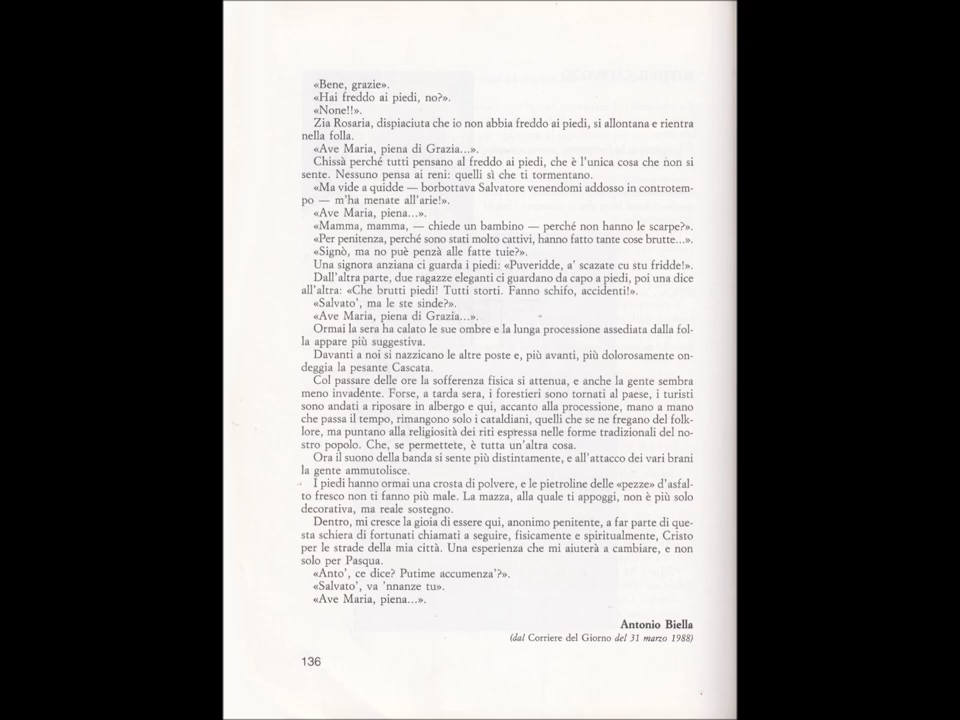 «Bene, grazie».
«Hai freddo ai piedi, no?».
«None!!».
Zia Rosaria, dispiaciuta che io non abbia freddo ai piedi, si allontana e rientra
nella folla.
«Ave Maria, piena di Grazia...».
Chissà perché tutti pensano al freddo ai piedi, che è l'unica cosa che non si
sente. Nessuno pensa ai reni: quelli sì che ti tormentano.
«Ma vide a quidde — borbottava Salvatore venendomi addosso in controtem-
po — m'ha menate all'arie!».
«Ave Maria, piena...».
«Mamma, mamma, — chiede un bambino — perché non hanno le scarpe?».
«Per penitenza, perché sono stati molto cattivi, hanno fatto tante cose brutte...».
«Signò, ma no può penzà alle fatte tuie?».
Una signora anziana ci guarda i piedi: «Puveridde, a' scazate cu stu fridde!».
Dall'altra parte, due ragazze eleganti ci guardano da capo a piedi, poi una dice
all'altra: «Che brutti piedi! Tutti storti. Fanno schifo, accidenti!».
«Salvato', ma le ste sinde?».
«Ave Maria, piena di Grazia...».
Ormai la sera ha calato le sue ombre e la lunga processione assediata dalla fol-
la appare più suggestiva.
Davanti a noi si nazzicano le altre poste e, più avanti, più dolorosamente on-
deggia la pesante Cascata.
Col passare delle ore la sofferenza fisica si attenua, e anche la gente sembra
meno invadente. Forse, a tarda sera, i forestieri sono tornati al paese, i turisti
sono andati a riposare in albergo e qui, accanto alla processione, mano a mano
che passa il tempo, rimangono solo i cataldiani, quelli che se ne fregano del folk-
lore, ma puntano alla religiosità dei riti espressa nelle forme tradizionali del no-
stro popolo. Che, se permettete, è tutta un'altra cosa.
Ora il suono della banda si sente più distintamente, e all'attacco dei vari brani
la gente ammutolisce.
I piedi hanno ormai una crosta di polvere, e le pietroline delle «pezze» d'asfal-
to fresco non ti fanno più male. La mazza, alla quale ti appoggi, non è più solo
decorativa, ma reale sostegno.
Dentro, mi cresce la gioia di essere qui, anonimo penitente, a far parte di que-
sta schiera di fortunati chiamati a seguire, fisicamente e spiritualmente, Cristo
per le strade della mia città. Una esperienza che mi aiuterà a cambiare, e non
solo per Pasqua.
«Anto', ce dice? Putime accumenza'?».
«Salvato', va 'nnanze tu».
«Ave Maria, piena...».
Antonio Biella
(dal Corriere del Giorno del 31 marzo 1988)
136